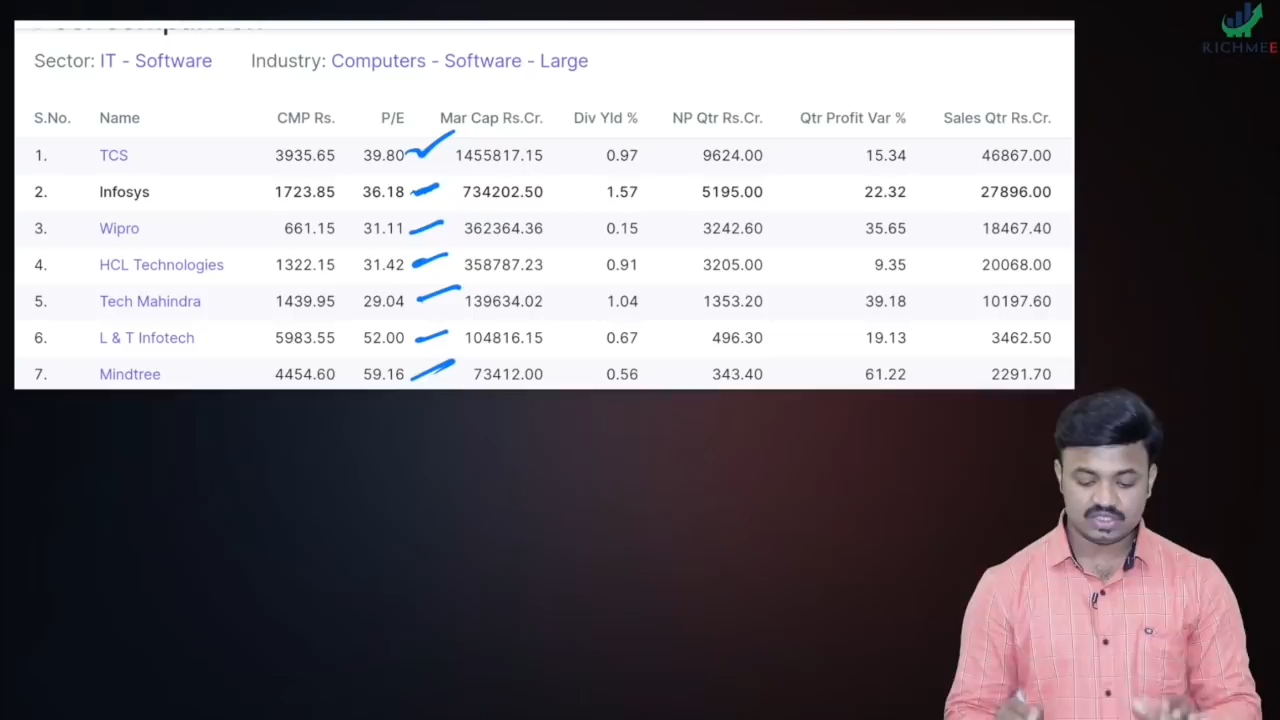 RICHMEE
Sector: IT - Software Industry: Computers - Software - Large
S.No. Name CMP Rs. P/E Mar Cap Rs.Cr. Div Yld % NP Qtr Rs.Cr. Qtr Profit Var % Sales Qtr Rs.Cr.
1. TCS 3935.65 39.80 1455817.15 0.97 9624.00 15.34 46867.00
2. Infosys 1723.85 36.18 734202.50 1.57 5195.00 22.32 27896.00
3. Wipro 661.15 31.11 362364.36 0.15 3242.60 35.65 18467.40
4. HCL Technologies 1322.15 31.42 358787.23 0.91 3205.00 9.35 20068.00
5. Tech Mahindra 1439.95 29.04 139634.02 1.04 1353.20 39.18 10197.60
6. L & T Infotech 5983.55 52.00 104816.15 0.67 496.30 19.13 3462.50
7. Mindtree 4454.60 59.16 73412.00 0.56 343.40 61.22 2291.70